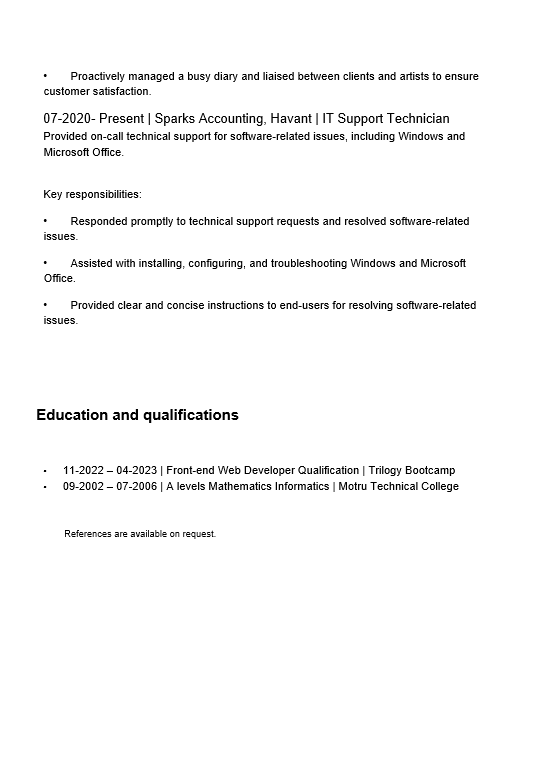 • Proactively managed a busy diary and liaised between clients and artists to ensure
customer satisfaction.
07-2020- Present | Sparks Accounting, Havant | IT Support Technician
Provided on-call technical support for software-related issues, including Windows and
Microsoft Office.
Key responsibilities:
• Responded promptly to technical support requests and resolved software-related
issues.
• Assisted with installing, configuring, and troubleshooting Windows and Microsoft
Office.
• Provided clear and concise instructions to end-users for resolving software-related
issues.
Education and qualifications
• 11-2022 – 04-2023 | Front-end Web Developer Qualification | Trilogy Bootcamp
• 09-2002 – 07-2006 | A levels Mathematics Informatics | Motru Technical College
References are available on request.